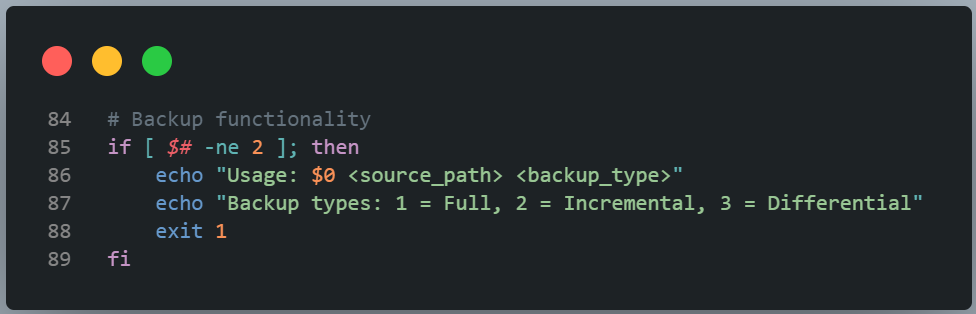 84 # Backup functionality
85 if [ $# -ne 2 ]; then
86     echo "Usage: $0 <source_path> <backup_type>"
87     echo "Backup types: 1 = Full, 2 = Incremental, 3 = Differential"
88     exit 1
89 fi